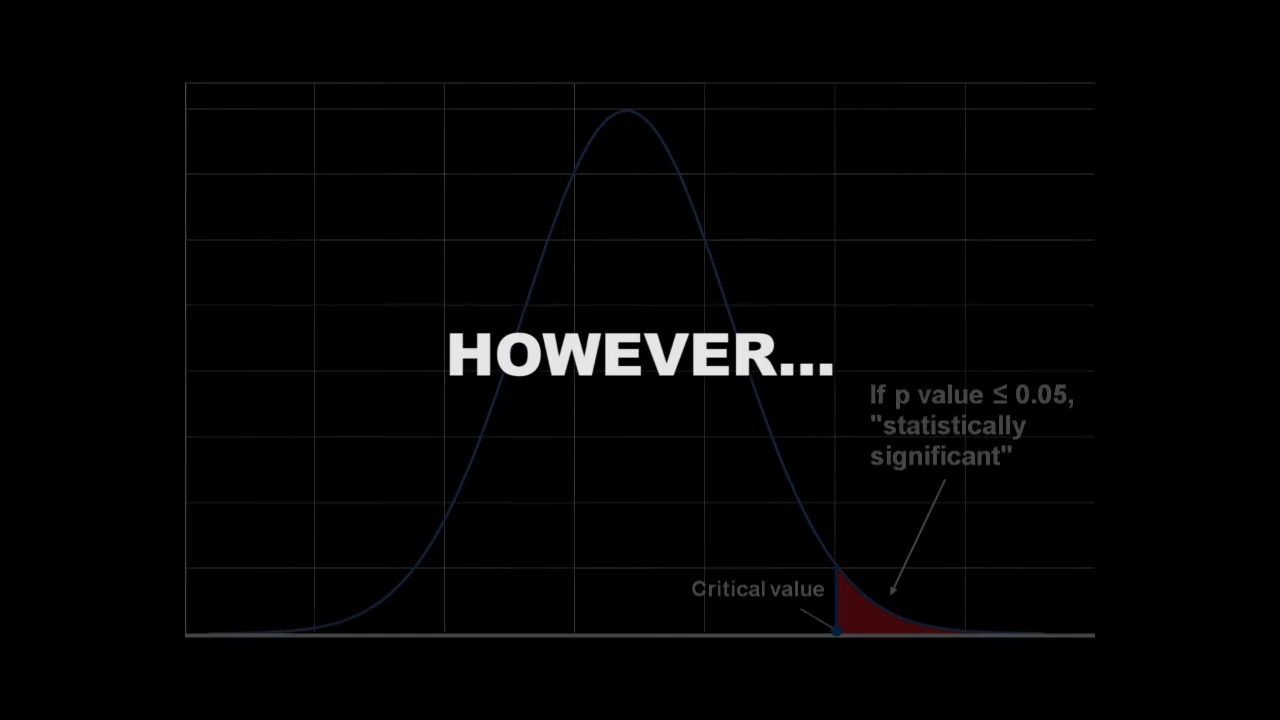 HOWEVER...
If p value ≤ 0.05,
"statistically
significant"
Critical value